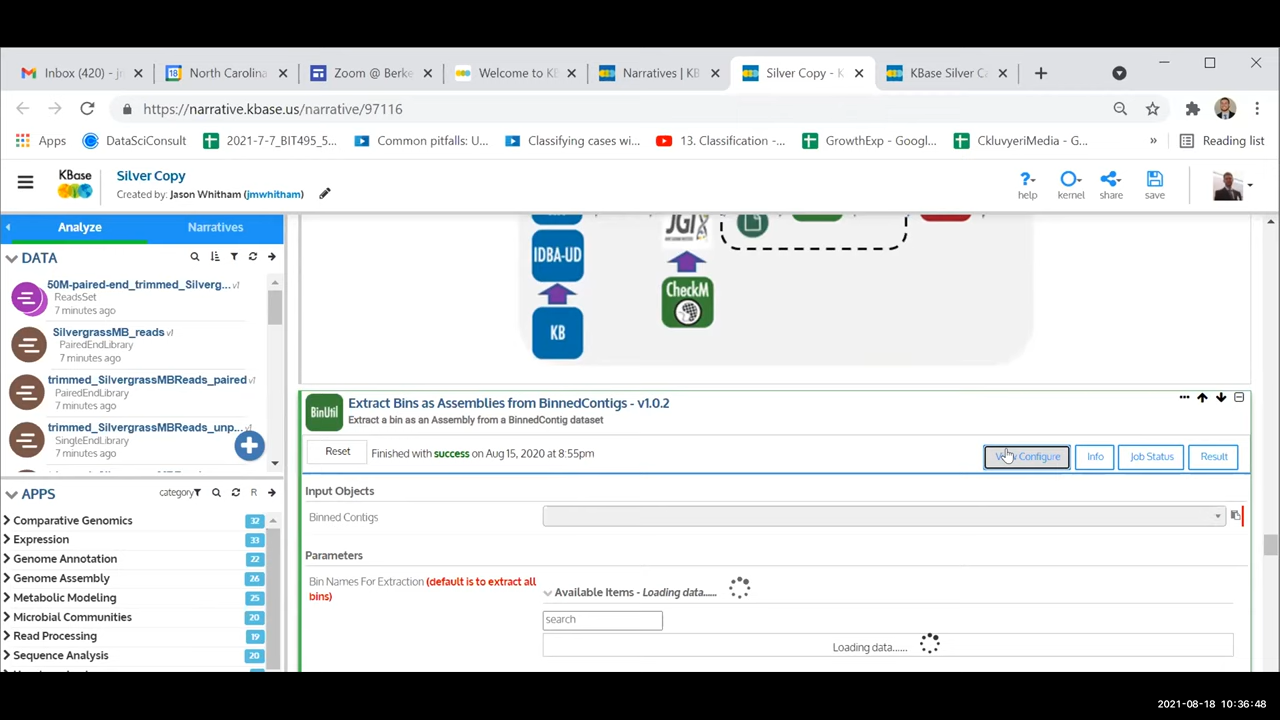 Inbox (420) - j
North Carolina
Zoom @ Berke
Welcome to K
Narratives | KB
Silver Copy - K
KBase Silver C
https://narrative.kbase.us/narrative/97116
Apps
DataSciConsult
2021-7-7_BIT495_5...
Common pitfalls: U...
Classifying cases wi...
13. Classification -...
GrowthExp - Googl...
CkluvyeriMedia - G...
»
Reading list
KBase
Silver Copy
Created by: Jason Whitham (jmwhitham)
help
kernel
share
save
Analyze
Narratives
DATA
50M-paired-end_trimmed_Silverg...v1
ReadsSet
7 minutes ago
SilvergrassMB_reads v1
PairedEndLibrary
7 minutes ago
trimmed_SilvergrassMBReads_paired v1
PairedEndLibrary
7 minutes ago
trimmed_SilvergrassMBReads_unp... v1
SingleEndLibrary
7 minutes ago
APPS
category
R
Comparative Genomics 32
Expression 33
Genome Annotation 22
Genome Assembly 26
Metabolic Modeling 25
Microbial Communities 20
Read Processing 19
Sequence Analysis 20
IDBA-UD
KB
JGI
CheckM
BinUtil
Extract Bins as Assemblies from BinnedContigs - v1.0.2
Extract a bin as an Assembly from a BinnedContig dataset
Reset
Finished with success on Aug 15, 2020 at 8:55pm
Configure
Info
Job Status
Result
Input Objects
Binned Contigs
Parameters
Bin Names For Extraction (default is to extract all
bins)
Available Items - Loading data......
search
Loading data......
2021-08-18 10:36:48